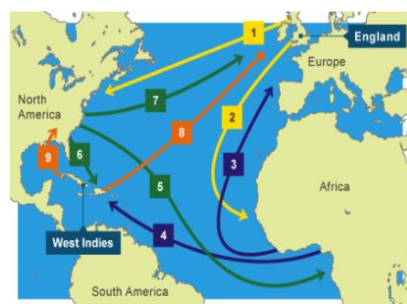 1
England
Europe
North
America
7
8
2
9
6
3
5
Africa
4
West Indies
South America